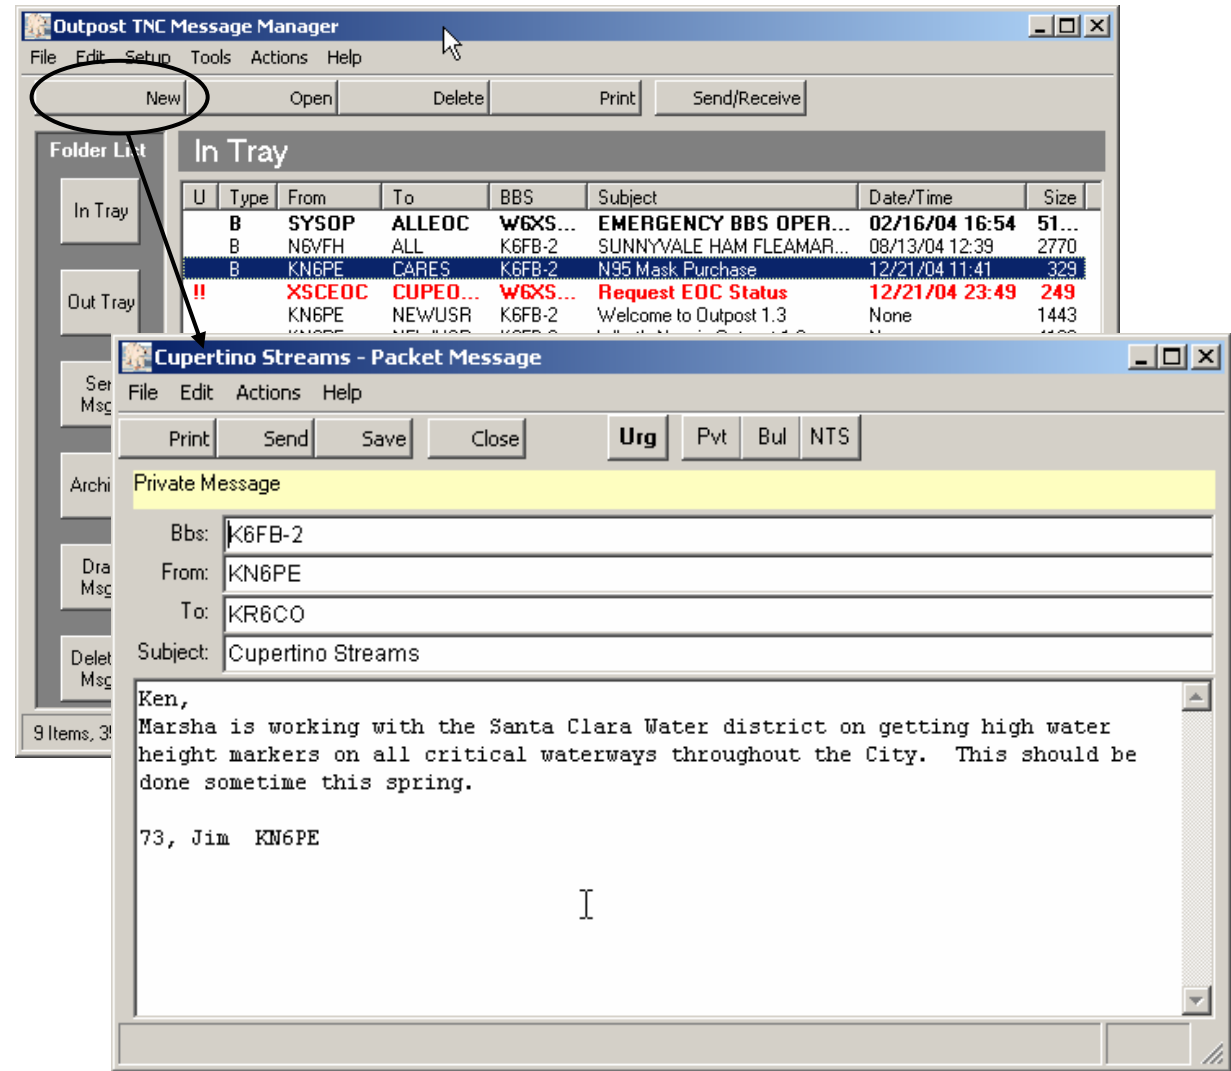 Outpost TNC Message Manager
File Edit Setup Tools Actions Help
New Open Delete Print Send/Receive
Folder List In Tray
U Type From To BBS Subject Date/Time Size
In Tray
B SYSOP ALLEOC W6XS... EMERGENCY BBS OPER... 02/16/04 16:54 51...
B N6VFH ALL K6FB-2 SUNNYVALE HAM FLEAMAR... 08/13/04 12:39 2770
B KN6PE CARES K6FB-2 N95 Mask Purchase 12/21/04 11:41 329
Out Tray
!! XSCEOC CUPEO... W6XS... Request EOC Status 12/21/04 23:49 249
KN6PE NEWUSR K6FB-2 Welcome to Outpost 1.3 None 1443
Cupertino Streams - Packet Message
File Edit Actions Help
Print Send Save Close Urg Pvt Bul NTS
Private Message
Bbs: K6FB-2
From: KN6PE
To: KR6CO
Subject: Cupertino Streams
Ken,
Marsha is working with the Santa Clara Water district on getting high water
height markers on all critical waterways throughout the City. This should be
done sometime this spring.
73, Jim KN6PE
9 Items,